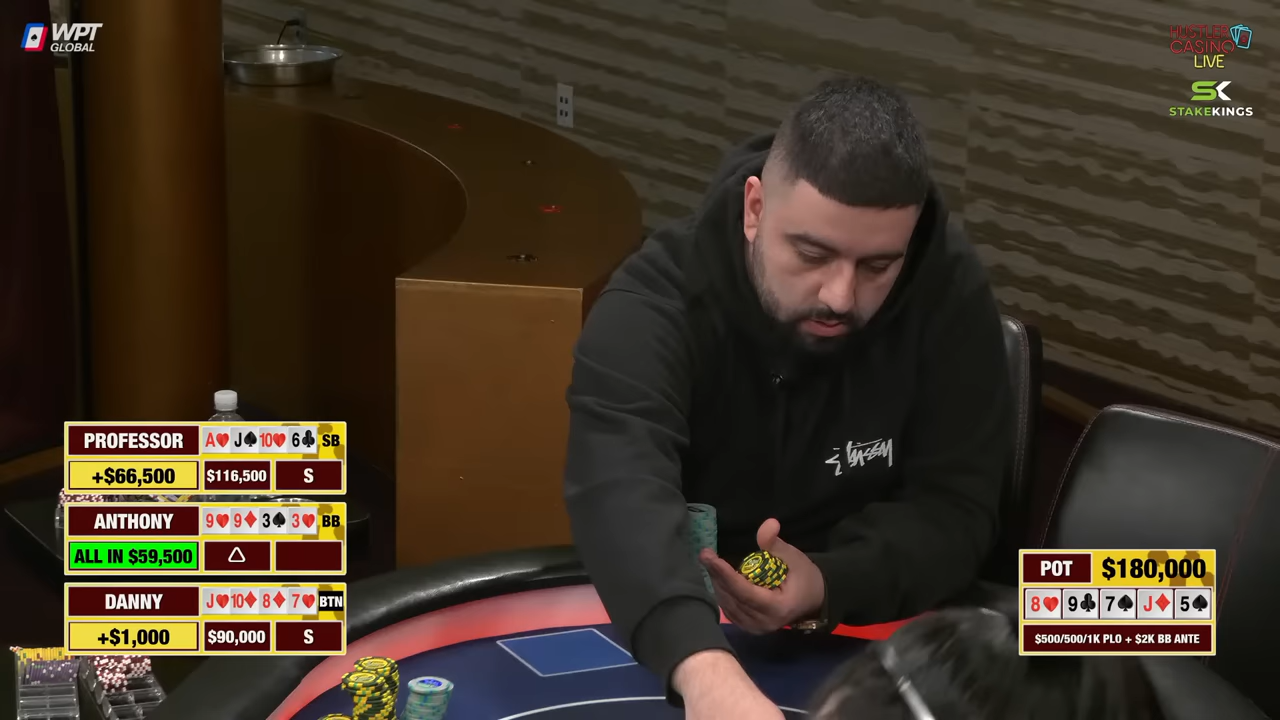 WPT
GLOBAL
HUSTLER
CASINO
LIVE
SK
STAKEKINGS
STUSSY
PROFESSOR A♥ J♠ 10♥ 6♣ SB
+$66,500 $116,500 S
ANTHONY 9♥ 9♦ 3♠ 3♥ BB
ALL IN $59,500
DANNY J♥ 10♦ 8♦ 7♥ BTN
+$1,000 $90,000 S
POT $180,000
8♥ 9♣ 7♠ J♦ 5♠
$500/500/1K PLO + $2K BB ANTE